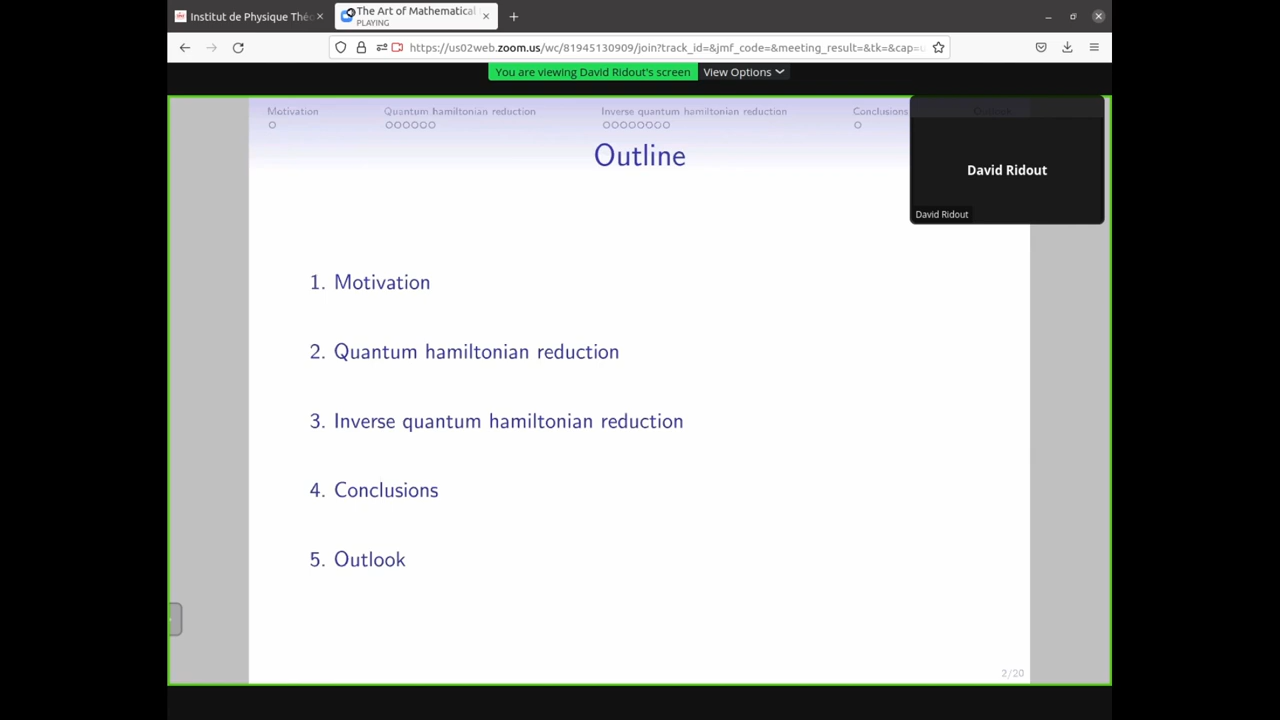 Institut de Physique Théo
The Art of Mathematical
PLAYING
https://us02web.zoom.us/wc/81945130909/join?track_id=&jmf_code=&meeting_result=&tk=&cap=
You are viewing David Ridout's screen
View Options
Motivation
Quantum hamiltonian reduction
Inverse quantum hamiltonian reduction
Conclusions
Outline
David Ridout
David Ridout
1. Motivation
2. Quantum hamiltonian reduction
3. Inverse quantum hamiltonian reduction
4. Conclusions
5. Outlook
2/20